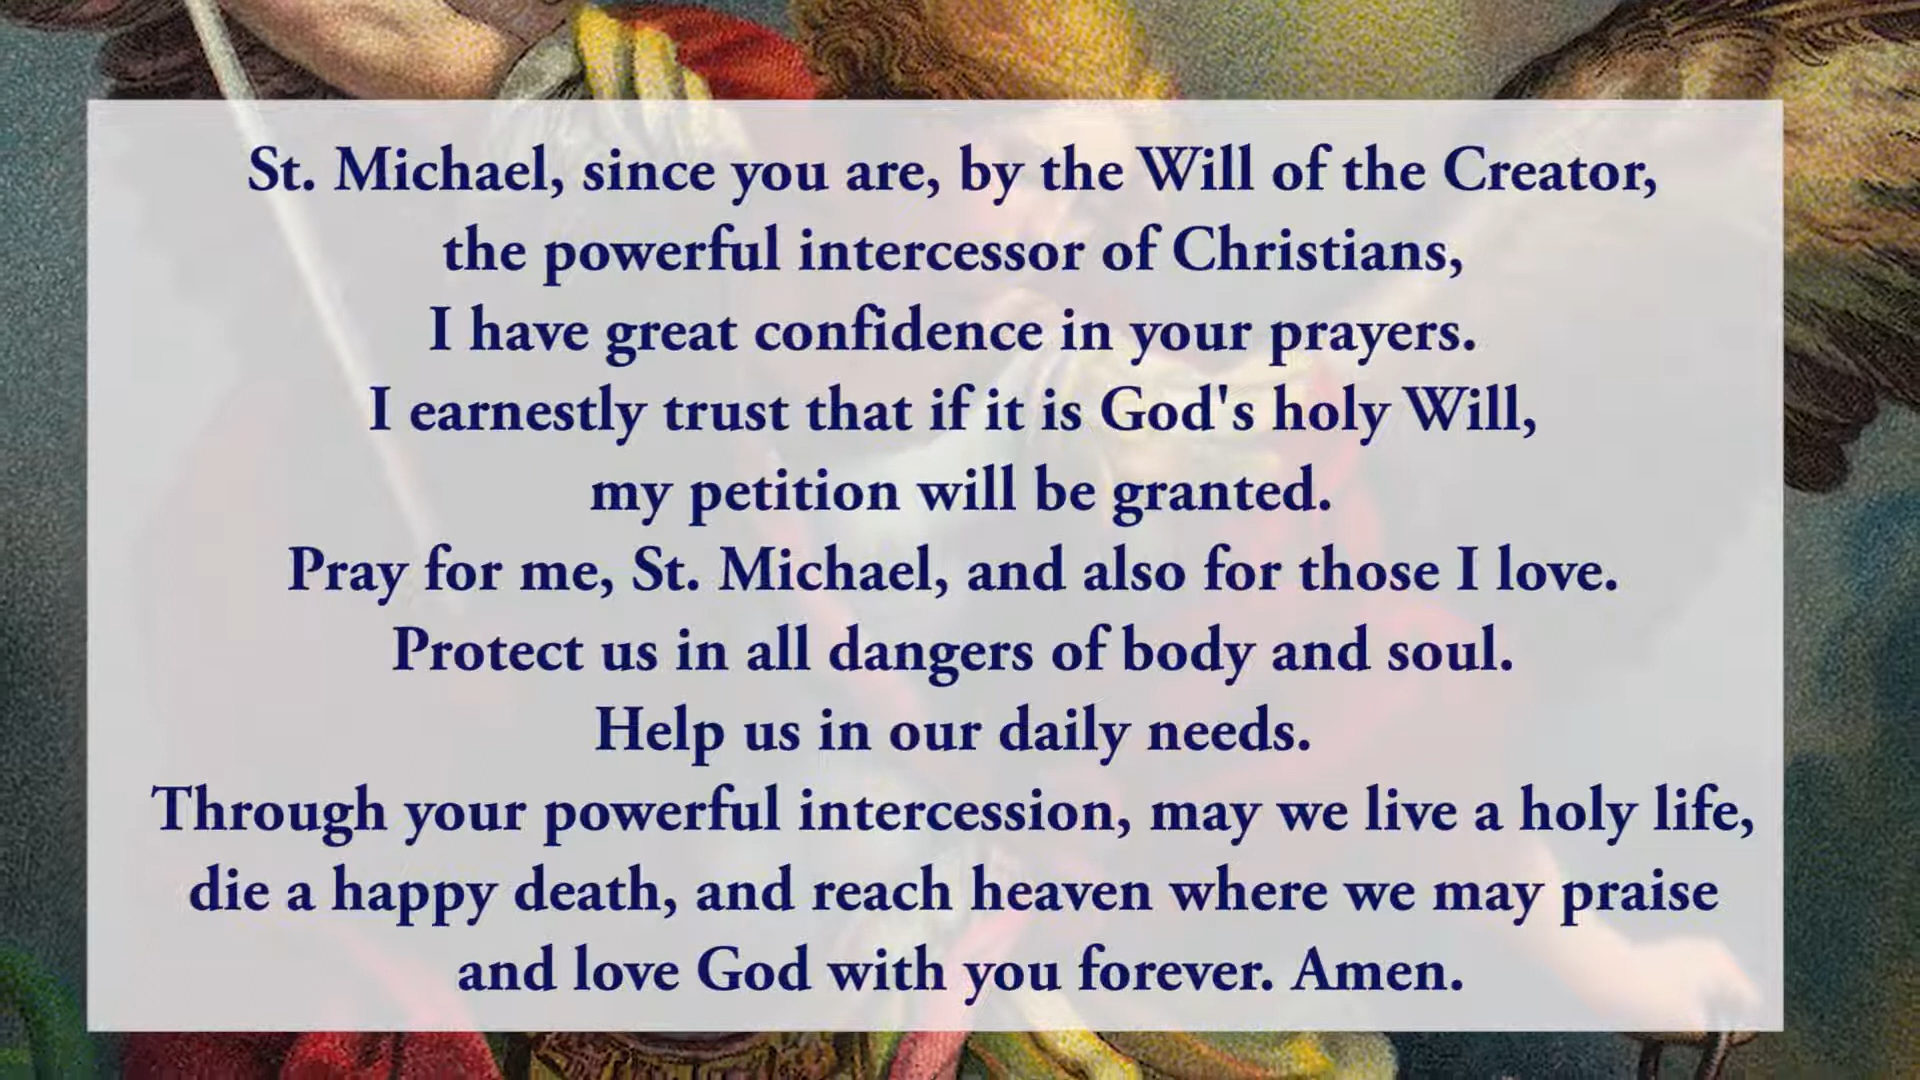 St. Michael, since you are, by the Will of the Creator,
the powerful intercessor of Christians,
I have great confidence in your prayers.
I earnestly trust that if it is God's holy Will,
my petition will be granted.
Pray for me, St. Michael, and also for those I love.
Protect us in all dangers of body and soul.
Help us in our daily needs.
Through your powerful intercession, may we live a holy life,
die a happy death, and reach heaven where we may praise
and love God with you forever. Amen.